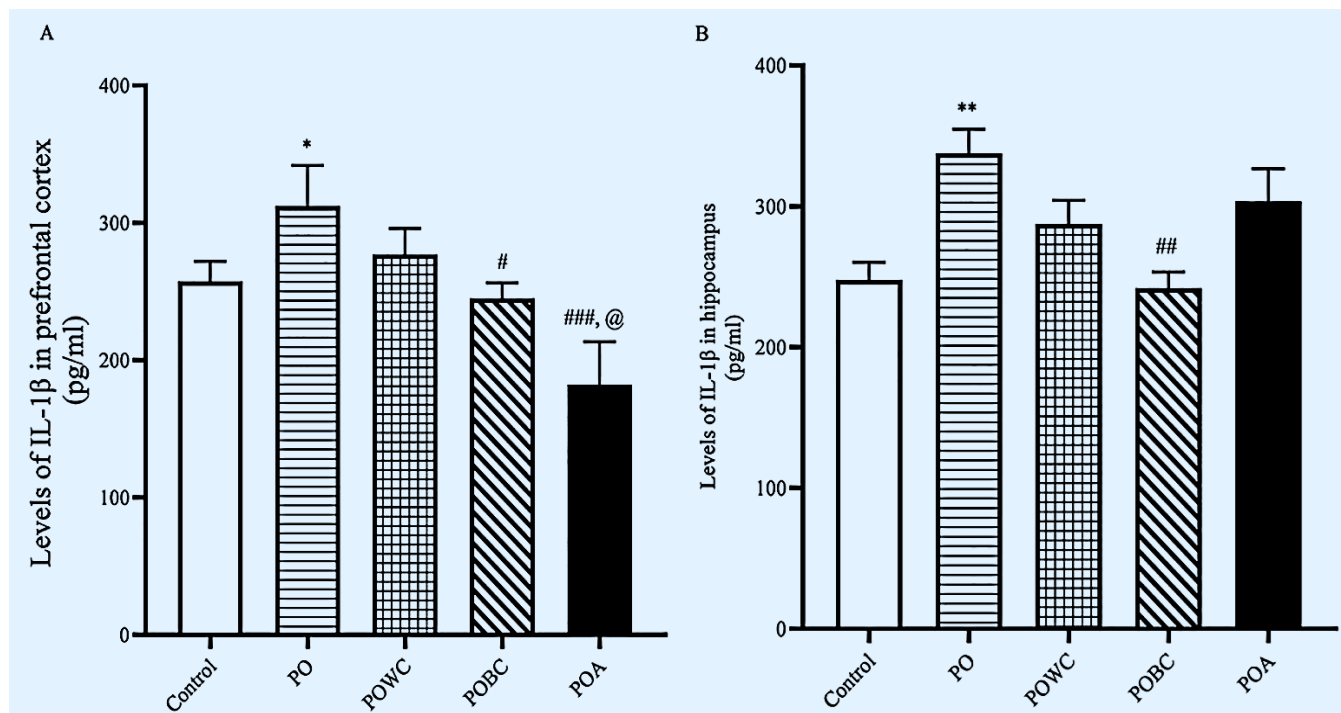 A
Levels of IL-1β in prefrontal cortex
(pg/ml)
400
300
200
100
0
*
#
###, @
Control
PO
POWC
POBC
POA
B
Levels of IL-1β in hippocampus
(pg/ml)
400
300
200
100
0
**
##
Control
PO
POWC
POBC
POA